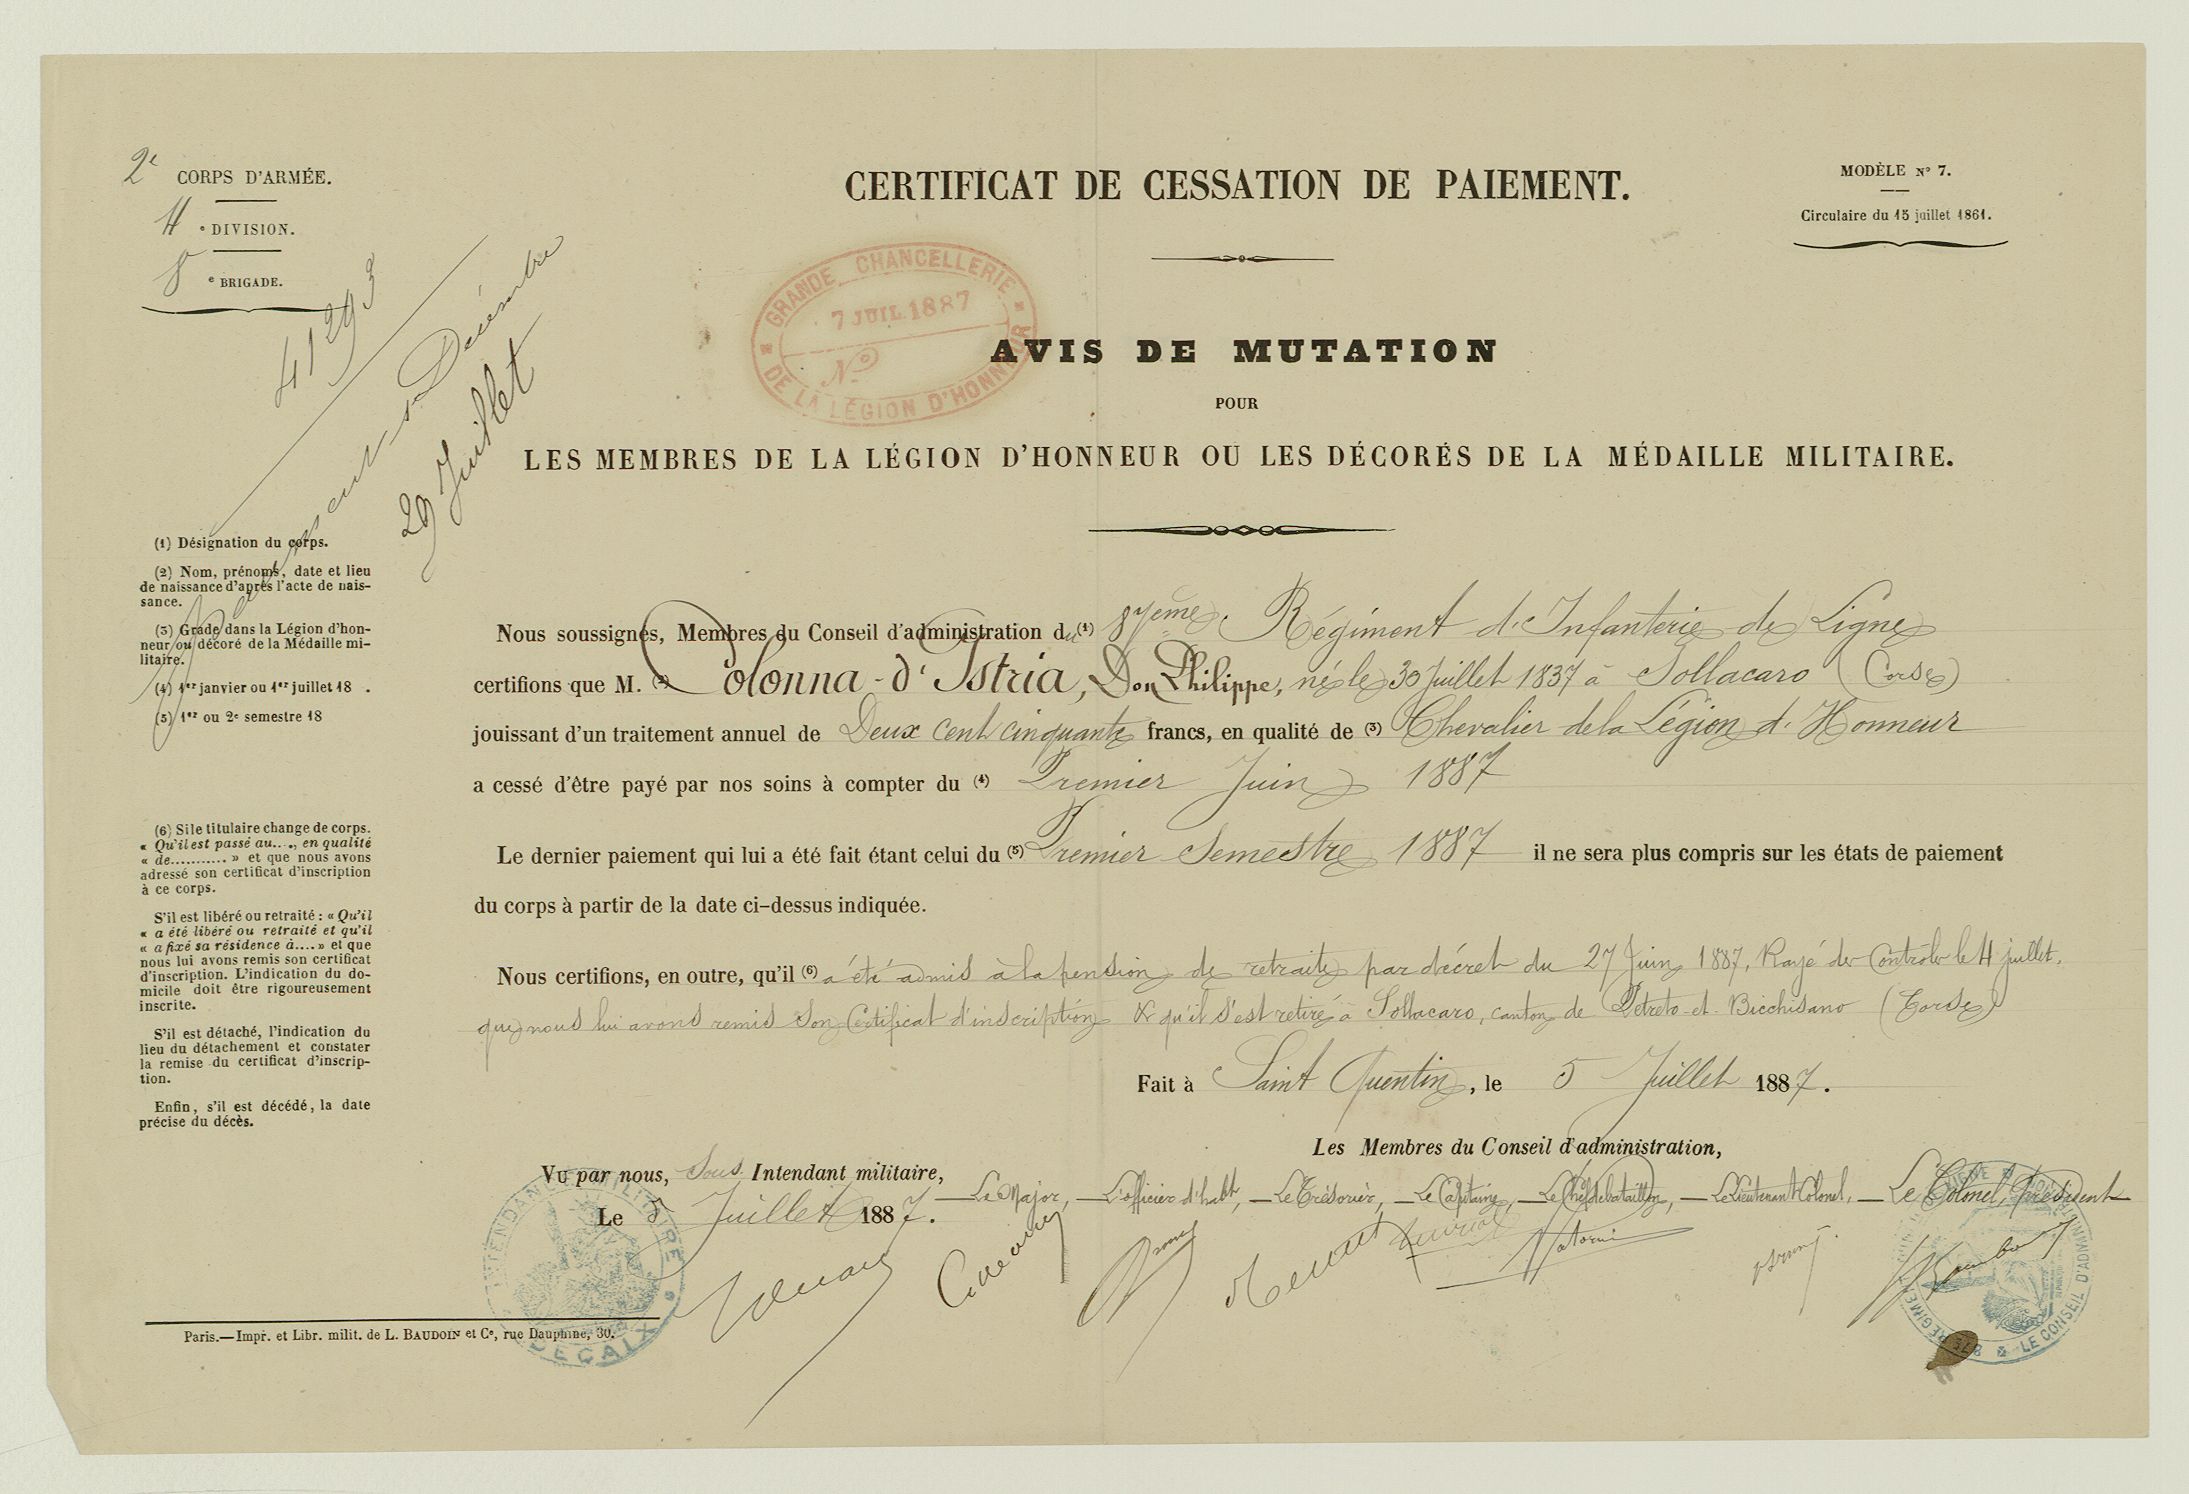 2e CORPS D'ARMÉE.
4e DIVISION.
8e BRIGADE.
CERTIFICAT DE CESSATION DE PAIEMENT.
MODÈLE No 7.
Circulaire du 15 juillet 1861.
GRANDE CHANCELLERIE
7 JUIL. 1887
No
DE LA LÉGION D'HONNEUR
41293
Décembre
29 Juillet
AVIS DE MUTATION
POUR
LES MEMBRES DE LA LÉGION D'HONNEUR OU LES DÉCORÉS DE LA MÉDAILLE MILITAIRE.
(1) Désignation du corps.
(2) Nom, prénoms, date et lieu
de naissance d'après l'acte de nais-
sance.
(3) Grade dans la Légion d'hon-
neur ou décoré de la Médaille mi-
litaire.
(4) 1er janvier ou 1er juillet 18 .
(5) 1er ou 2e semestre 18
(6) Si le titulaire change de corps.
« Qu'il est passé au...., en qualité
« de........... » et que nous avons
adressé son certificat d'inscription
à ce corps.
S'il est libéré ou retraité : « Qu'il
« a été libéré ou retraité et qu'il
« a fixé sa résidence à.... » et que
nous lui avons remis son certificat
d'inscription. L'indication du do-
micile doit être rigoureusement
inscrite.
S'il est détaché, l'indication du
lieu du détachement et constater
la remise du certificat d'inscrip-
tion.
Enfin, s'il est décédé, la date
précise du décès.
Nous soussignés, Membres du Conseil d'administration du (1) 87ème Régiment d'Infanterie de Ligne
certifions que M. (2) Colonna-d'Istria, Don Philippe, né le 30 Juillet 1837 à Sollacaro (Corse)
jouissant d'un traitement annuel de Deux cent cinquante francs, en qualité de (3) Chevalier de la Légion d'Honneur
a cessé d'être payé par nos soins à compter du (4) Premier Juin 1887
Le dernier paiement qui lui a été fait étant celui du (5) Premier Semestre 1887 il ne sera plus compris sur les états de paiement
du corps à partir de la date ci-dessus indiquée.
Nous certifions, en outre, qu'il (6) a été admis à la pension de retraite par décret du 27 Juin 1887, Rayé des Contrôles le 4 juillet.
que nous lui avons remis son Certificat d'inscription & qu'il s'est retiré à Sollacaro, canton de Petreto-et-Bicchisano (Corse)
Fait à Saint Quentin, le 5 Juillet 1887.
Les Membres du Conseil d'administration,
Vu par nous, Sous Intendant militaire,
Le 5 Juillet 1887.
Le Major, L'officier d'habt, Le Trésorier, Le Capitaine, Le Chef de bataillon, Le Lieutenant Colonel, Le Colonel, Président
INTENDANCE MILITAIRE
LE CONSEIL D'ADMINIST
Paris.—Impr. et Libr. milit. de L. BAUDOIN et Ce, rue Dauphine, 30.